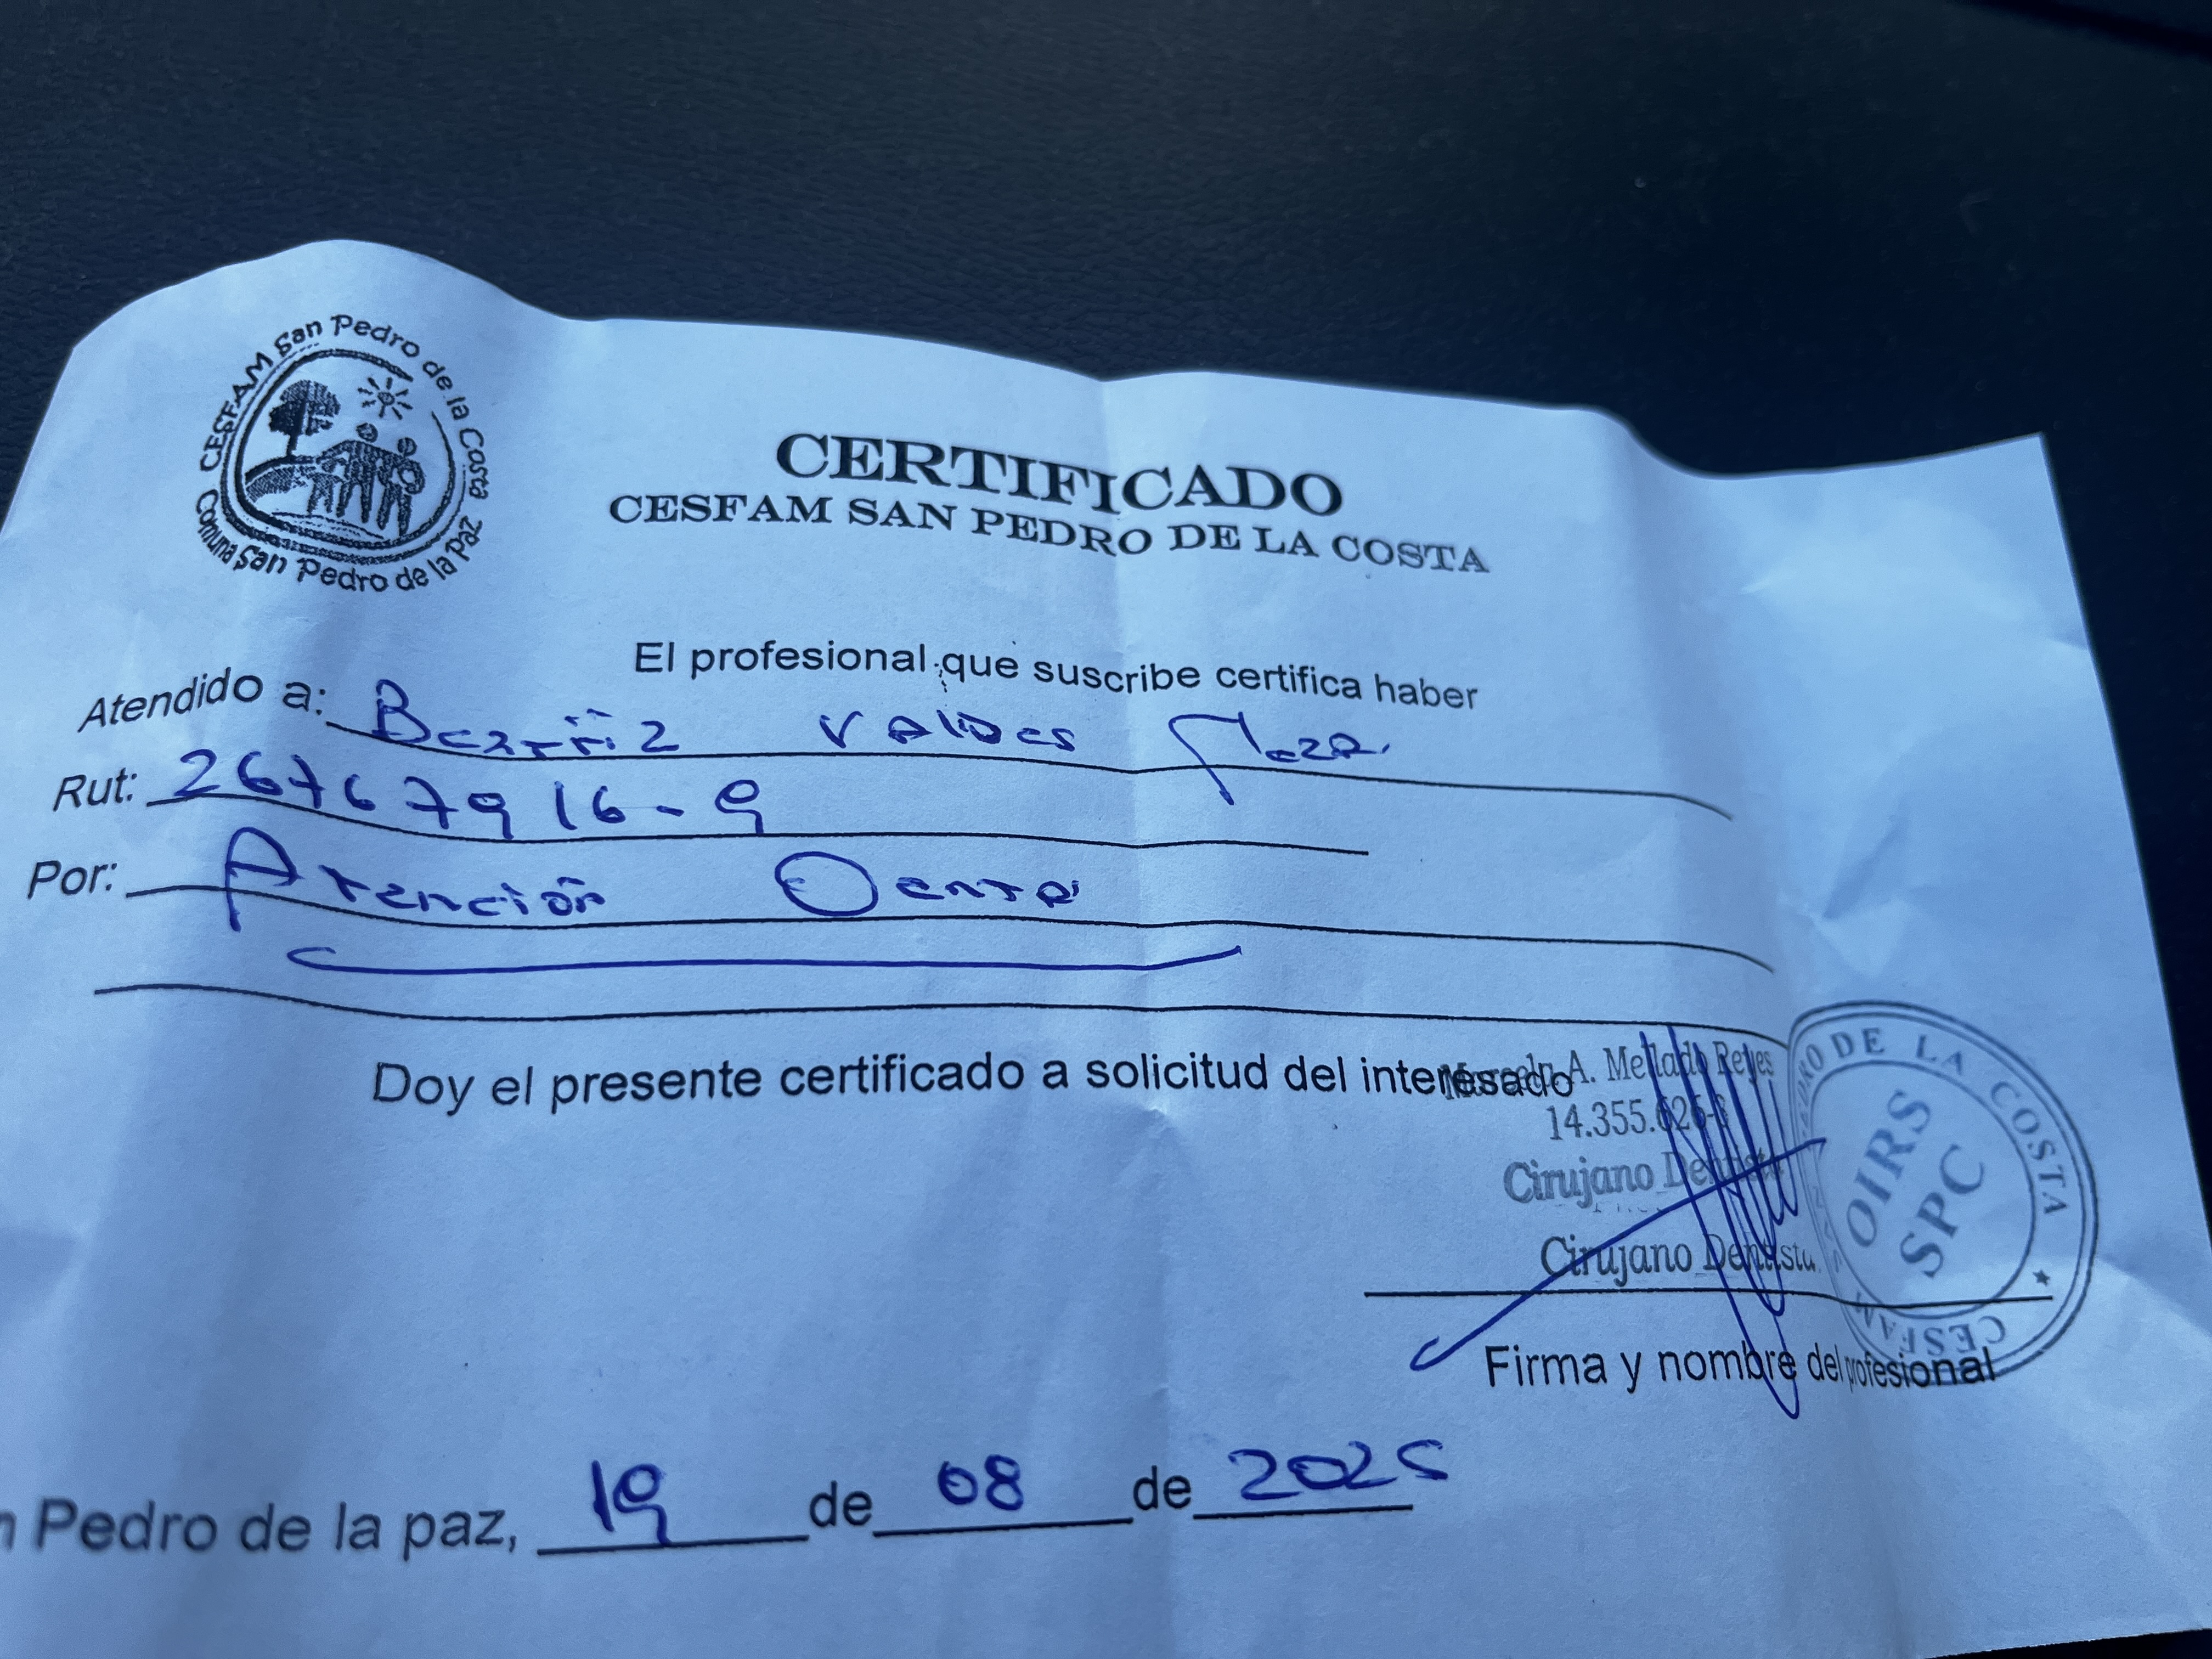 CESFAM San Pedro de la Costa
Comuna San Pedro de la Paz
CERTIFICADO
CESFAM SAN PEDRO DE LA COSTA
El profesional que suscribe certifica haber
Atendido a: Beatriz Valdes
Rut: 26767916-9
Por: Atención Dental
Doy el presente certificado a solicitud del interesado
A. Mellado Reyes
14.355.626-
Cirujano Dentista
Cirujano Dentista
DE LA COSTA
OIRS
SPC
CESFAM
Firma y nombre del profesional
n Pedro de la paz, 19 de 08 de 2025